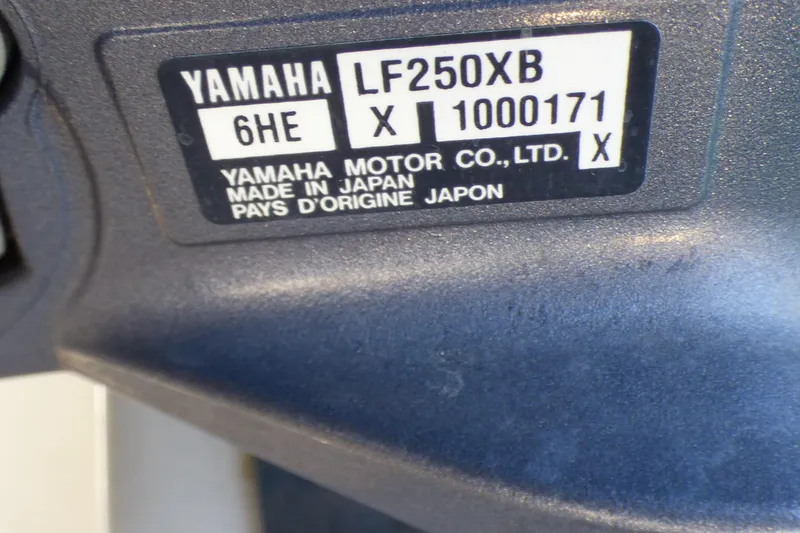 YAMAHA LF250XB
6HE X 1000171
X
YAMAHA MOTOR CO., LTD.
MADE IN JAPAN
PAYS D'ORIGINE JAPON